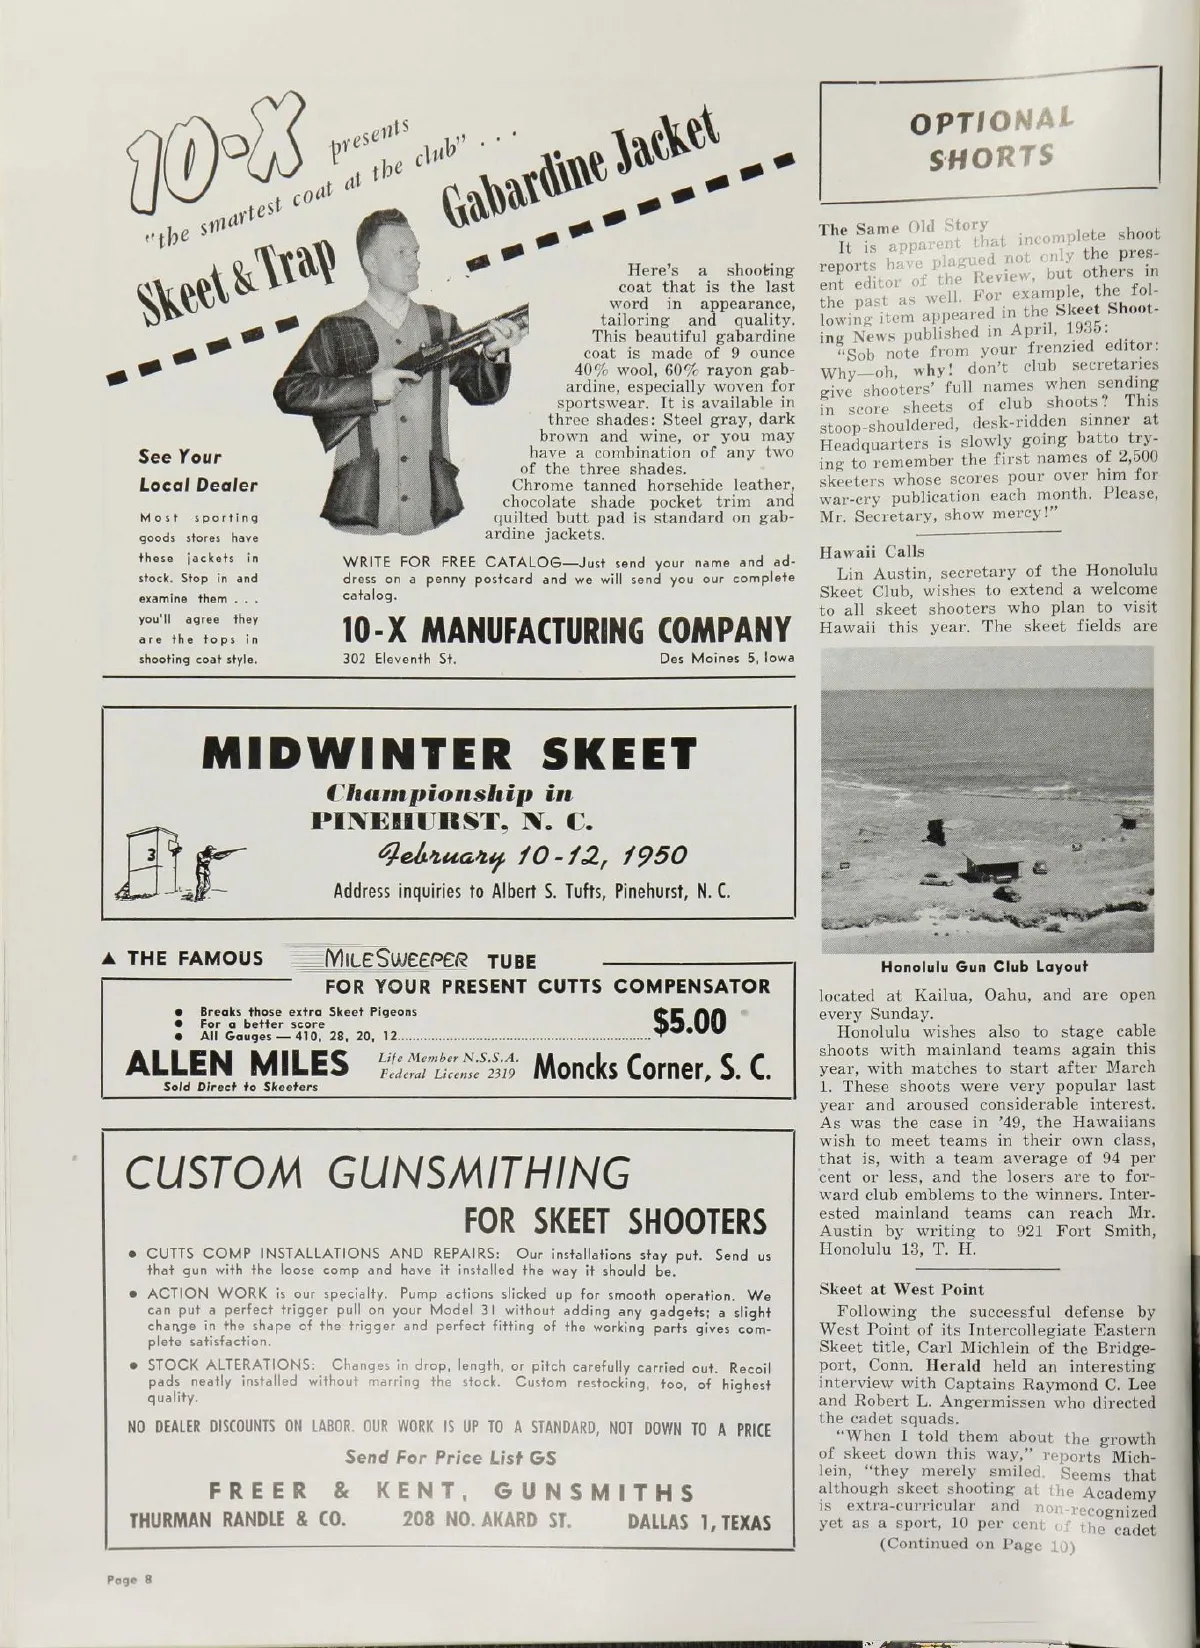 10-X presents
"the smartest coat at the club" . . .
Skeet & Trap Gabardine Jacket
Here's a shooting
coat that is the last
word in appearance,
tailoring and quality.
This beautiful gabardine
coat is made of 9 ounce
40% wool, 60% rayon gab-
ardine, especially woven for
sportswear. It is available in
three shades: Steel gray, dark
brown and wine, or you may
have a combination of any two
of the three shades.
Chrome tanned horsehide leather,
chocolate shade pocket trim and
quilted butt pad is standard on gab-
ardine jackets.
See Your
Local Dealer
Most sporting
goods stores have
these jackets in
stock. Stop in and
examine them . . .
you'll agree they
are the tops in
shooting coat style.
WRITE FOR FREE CATALOG—Just send your name and ad-
dress on a penny postcard and we will send you our complete
catalog.
10-X MANUFACTURING COMPANY
302 Eleventh St. Des Moines 5, Iowa
MIDWINTER SKEET
Championship in
PINEHURST, N. C.
3
February 10-12, 1950
Address inquiries to Albert S. Tufts, Pinehurst, N. C.
▲ THE FAMOUS MILESWEEPER TUBE
FOR YOUR PRESENT CUTTS COMPENSATOR
• Breaks those extra Skeet Pigeons
• For a better score
• All Gauges — 410, 28, 20, 12 $5.00
ALLEN MILES Life Member N.S.S.A. Moncks Corner, S. C.
Sold Direct to Skeeters Federal License 2319
CUSTOM GUNSMITHING
FOR SKEET SHOOTERS
• CUTTS COMP INSTALLATIONS AND REPAIRS: Our installations stay put. Send us
that gun with the loose comp and have it installed the way it should be.
• ACTION WORK is our specialty. Pump actions slicked up for smooth operation. We
can put a perfect trigger pull on your Model 31 without adding any gadgets; a slight
change in the shape of the trigger and perfect fitting of the working parts gives com-
plete satisfaction.
• STOCK ALTERATIONS: Changes in drop, length, or pitch carefully carried out. Recoil
pads neatly installed without marring the stock. Custom restocking, too, of highest
quality.
NO DEALER DISCOUNTS ON LABOR. OUR WORK IS UP TO A STANDARD, NOT DOWN TO A PRICE
Send For Price List GS
FREER & KENT, GUNSMITHS
THURMAN RANDLE & CO. 208 NO. AKARD ST. DALLAS 1, TEXAS
Page 8
OPTIONAL
SHORTS
The Same Old Story
It is apparent that incomplete shoot
reports have plagued not only the pres-
ent editor of the Review, but others in
the past as well. For example, the fol-
lowing item appeared in the Skeet Shoot-
ing News published in April, 1935:
"Sob note from your frenzied editor:
Why—oh, why! don't club secretaries
give shooters' full names when sending
in score sheets of club shoots? This
stoop-shouldered, desk-ridden sinner at
Headquarters is slowly going batto try-
ing to remember the first names of 2,500
skeeters whose scores pour over him for
war-cry publication each month. Please,
Mr. Secretary, show mercy!"
Hawaii Calls
Lin Austin, secretary of the Honolulu
Skeet Club, wishes to extend a welcome
to all skeet shooters who plan to visit
Hawaii this year. The skeet fields are
Honolulu Gun Club Layout
located at Kailua, Oahu, and are open
every Sunday.
Honolulu wishes also to stage cable
shoots with mainland teams again this
year, with matches to start after March
1. These shoots were very popular last
year and aroused considerable interest.
As was the case in '49, the Hawaiians
wish to meet teams in their own class,
that is, with a team average of 94 per
cent or less, and the losers are to for-
ward club emblems to the winners. Inter-
ested mainland teams can reach Mr.
Austin by writing to 921 Fort Smith,
Honolulu 13, T. H.
Skeet at West Point
Following the successful defense by
West Point of its Intercollegiate Eastern
Skeet title, Carl Michlein of the Bridge-
port, Conn. Herald held an interesting
interview with Captains Raymond C. Lee
and Robert L. Angermissen who directed
the cadet squads.
"When I told them about the growth
of skeet down this way," reports Mich-
lein, "they merely smiled. Seems that
although skeet shooting at the Academy
is extra-curricular and non-recognized
yet as a sport, 10 per cent of the cadet
(Continued on Page 10)